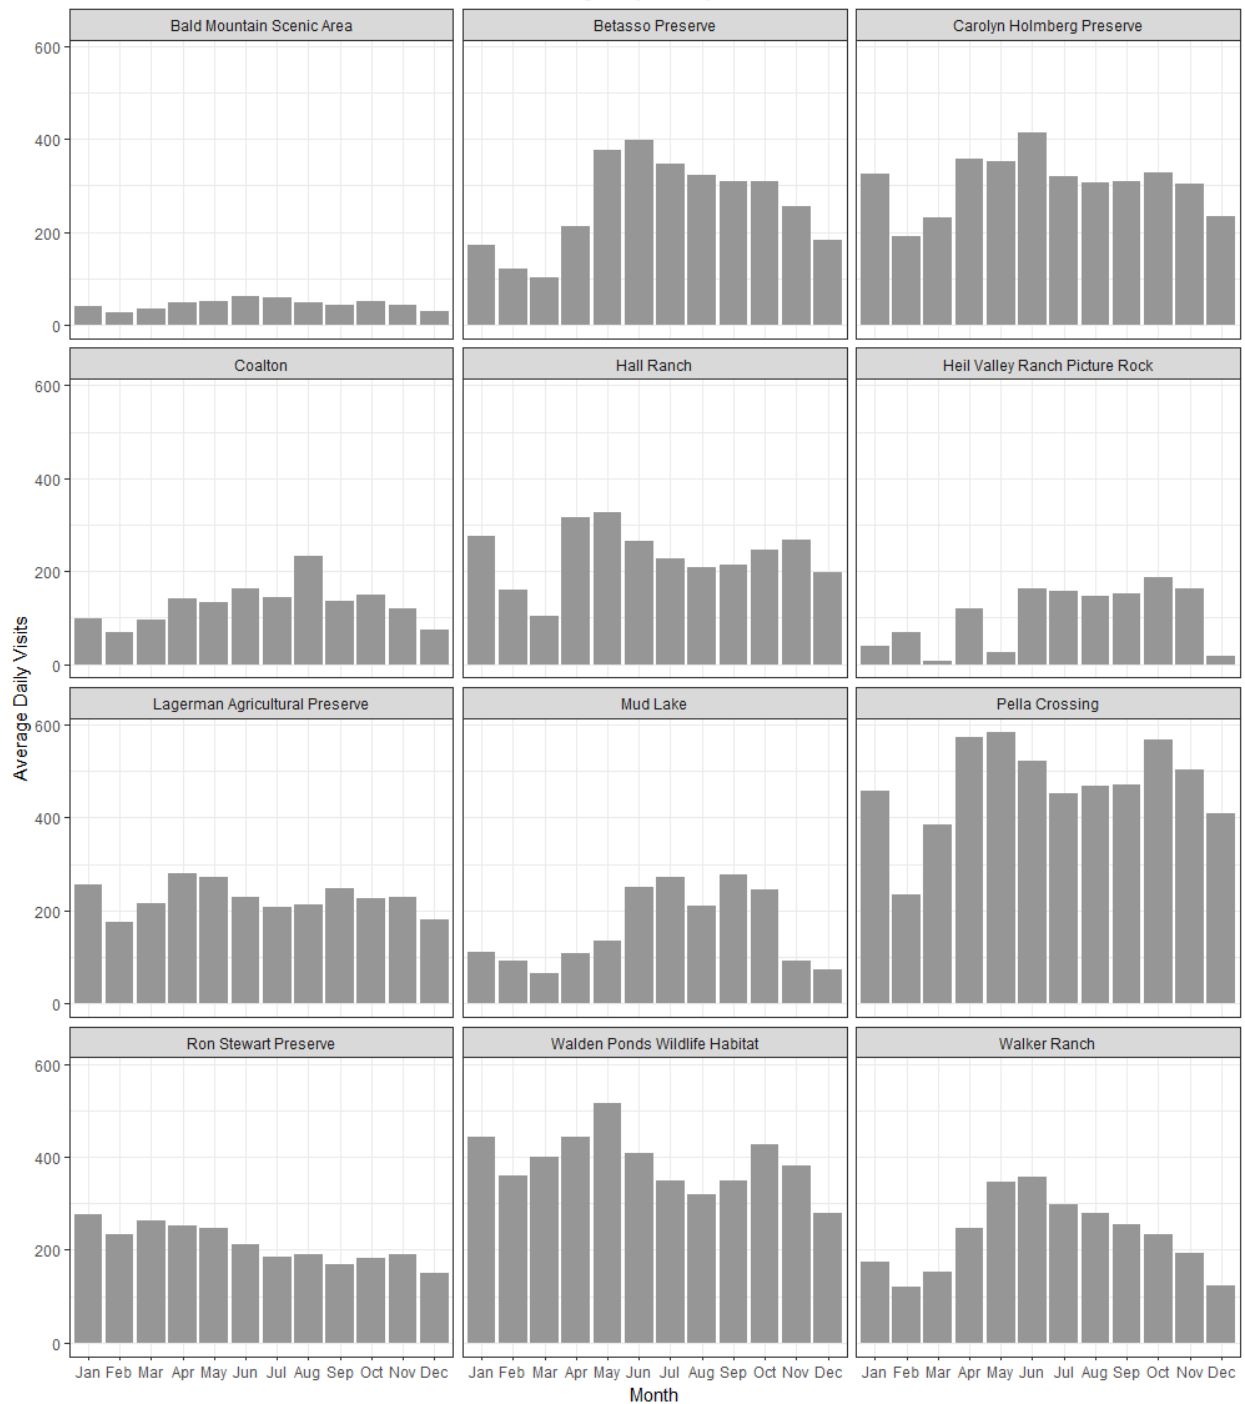 Bald Mountain Scenic Area Betasso Preserve Carolyn Holmberg Preserve
600
400
200
0
Coalton Hall Ranch Heil Valley Ranch Picture Rock
600
400
200
0
Lagerman Agricultural Preserve Mud Lake Pella Crossing
600
400
200
0
Ron Stewart Preserve Walden Ponds Wildlife Habitat Walker Ranch
600
400
200
0
Average Daily Visits
Jan Feb Mar Apr May Jun Jul Aug Sep Oct Nov Dec Jan Feb Mar Apr May Jun Jul Aug Sep Oct Nov Dec Jan Feb Mar Apr May Jun Jul Aug Sep Oct Nov Dec
Month